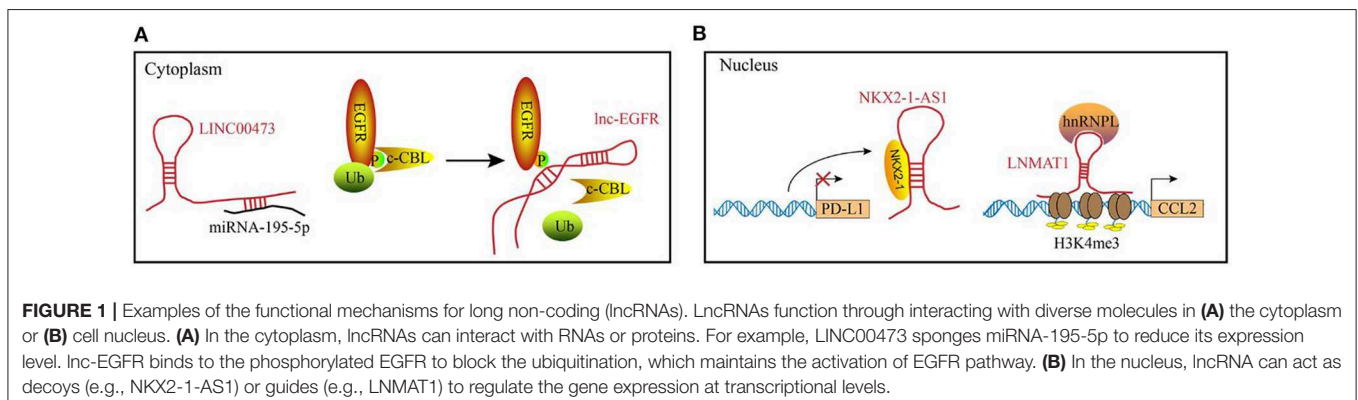 A
Cytoplasm
LINC00473
miRNA-195-5p
EGFR
P
c-CBL
Ub
EGFR
P
lnc-EGFR
c-CBL
Ub
B
Nucleus
NKX2-1-AS1
NKX2-1
PD-L1
hnRNPL
LNMAT1
CCL2
H3K4me3
FIGURE 1 | Examples of the functional mechanisms for long non-coding (lncRNAs). LncRNAs function through interacting with diverse molecules in (A) the cytoplasm
or (B) cell nucleus. (A) In the cytoplasm, lncRNAs can interact with RNAs or proteins. For example, LINC00473 sponges miRNA-195-5p to reduce its expression
level. lnc-EGFR binds to the phosphorylated EGFR to block the ubiquitination, which maintains the activation of EGFR pathway. (B) In the nucleus, lncRNA can act as
decoys (e.g., NKX2-1-AS1) or guides (e.g., LNMAT1) to regulate the gene expression at transcriptional levels.